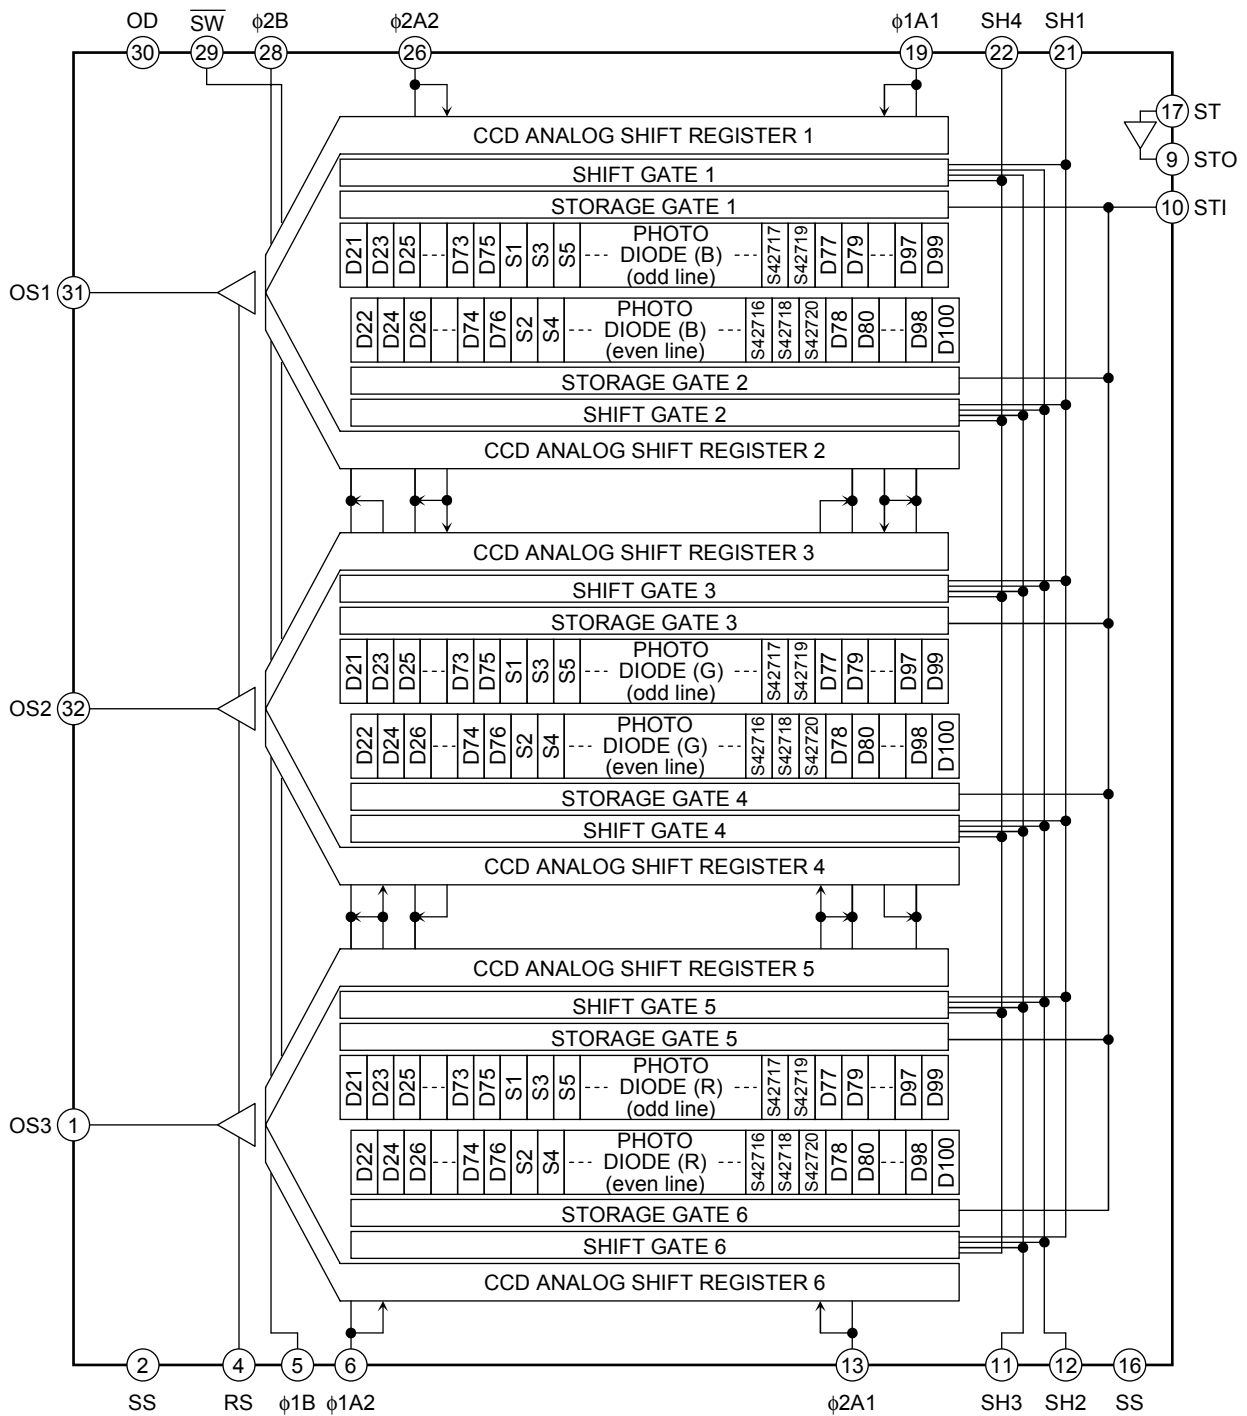 OD SW ϕ2B ϕ2A2 ϕ1A1 SH4 SH1
30 29 28 26 19 22 21
17 ST
CCD ANALOG SHIFT REGISTER 1
9 STO
SHIFT GATE 1
STORAGE GATE 1
10 STI
D21 D23 D25 ---- D73 D75 S1 S3 S5 ---- PHOTO DIODE (B) (odd line) ---- S42717 S42719 D77 D79 ---- D97 D99
OS1 31
D22 D24 D26 ---- D74 D76 S2 S4 ---- PHOTO DIODE (B) (even line) ---- S42716 S42718 S42720 D78 D80 ---- D98 D100
STORAGE GATE 2
SHIFT GATE 2
CCD ANALOG SHIFT REGISTER 2
CCD ANALOG SHIFT REGISTER 3
SHIFT GATE 3
STORAGE GATE 3
D21 D23 D25 ---- D73 D75 S1 S3 S5 --- PHOTO DIODE (G) (odd line) --- S42717 S42719 D77 D79 ---- D97 D99
OS2 32
D22 D24 D26 ---- D74 D76 S2 S4 --- PHOTO DIODE (G) (even line) --- S42716 S42718 S42720 D78 D80 ---- D98 D100
STORAGE GATE 4
SHIFT GATE 4
CCD ANALOG SHIFT REGISTER 4
CCD ANALOG SHIFT REGISTER 5
SHIFT GATE 5
STORAGE GATE 5
D21 D23 D25 ---- D73 D75 S1 S3 S5 --- PHOTO DIODE (R) (odd line) --- S42717 S42719 D77 D79 ---- D97 D99
OS3 1
D22 D24 D26 ---- D74 D76 S2 S4 --- PHOTO DIODE (R) (even line) --- S42716 S42718 S42720 D78 D80 ---- D98 D100
STORAGE GATE 6
SHIFT GATE 6
CCD ANALOG SHIFT REGISTER 6
2 4 5 6 13 11 12 16
SS RS ϕ1B ϕ1A2 ϕ2A1 SH3 SH2 SS